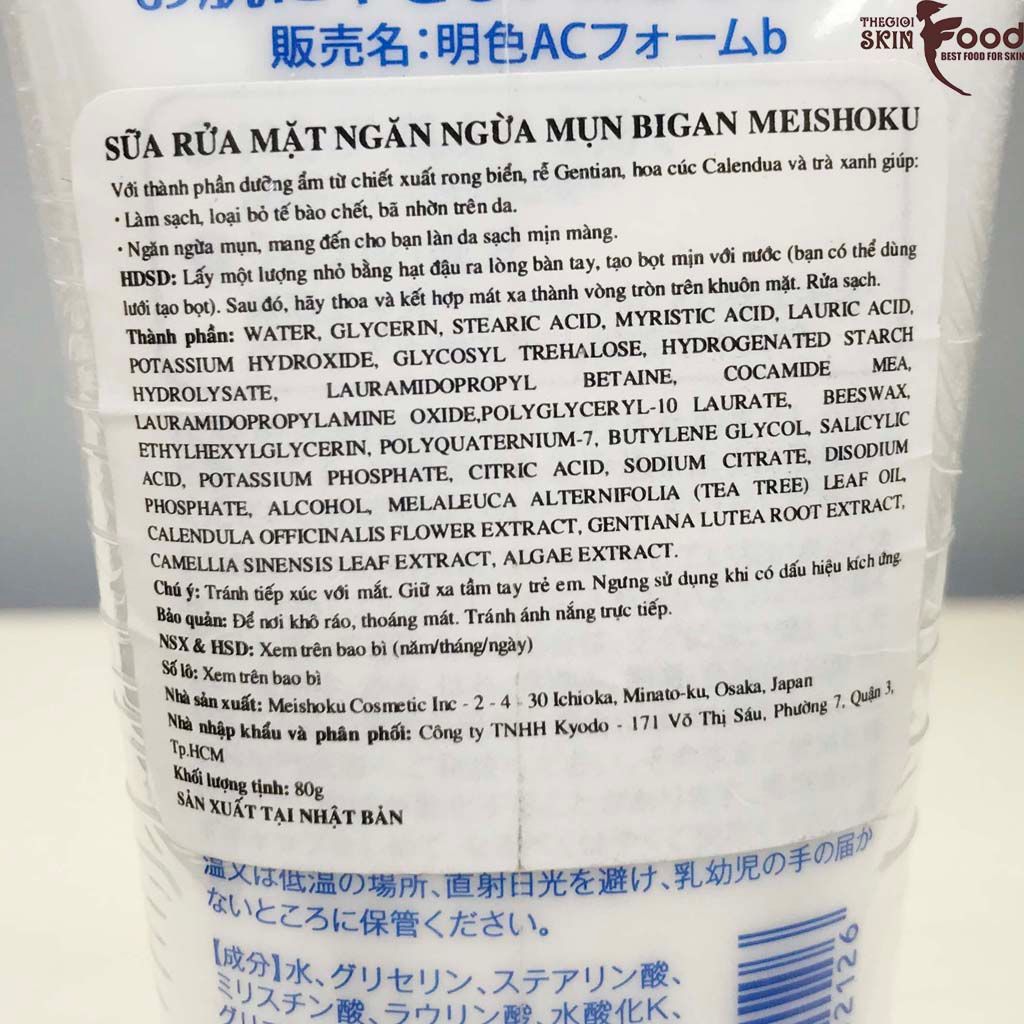 THEGIOI
SKIN Food
BEST FOOD FOR SKIN
販売名:明色ACフォームb
SỮA RỬA MẶT NGĂN NGỪA MỤN BIGAN MEISHOKU
Với thành phần dưỡng ẩm từ chiết xuất rong biển, rễ Gentian, hoa cúc Calendua và trà xanh giúp:
· Làm sạch, loại bỏ tế bào chết, bã nhờn trên da.
· Ngăn ngừa mụn, mang đến cho bạn làn da sạch mịn màng.
HDSD: Lấy một lượng nhỏ bằng hạt đậu ra lòng bàn tay, tạo bọt mịn với nước (bạn có thể dùng
lưới tạo bọt). Sau đó, hãy thoa và kết hợp mát xa thành vòng tròn trên khuôn mặt. Rửa sạch.
Thành phần: WATER, GLYCERIN, STEARIC ACID, MYRISTIC ACID, LAURIC ACID,
POTASSIUM HYDROXIDE, GLYCOSYL TREHALOSE, HYDROGENATED STARCH
HYDROLYSATE, LAURAMIDOPROPYL BETAINE, COCAMIDE MEA,
LAURAMIDOPROPYLAMINE OXIDE,POLYGLYCERYL-10 LAURATE, BEESWAX,
ETHYLHEXYLGLYCERIN, POLYQUATERNIUM-7, BUTYLENE GLYCOL, SALICYLIC
ACID, POTASSIUM PHOSPHATE, CITRIC ACID, SODIUM CITRATE, DISODIUM
PHOSPHATE, ALCOHOL, MELALEUCA ALTERNIFOLIA (TEA TREE) LEAF OIL,
CALENDULA OFFICINALIS FLOWER EXTRACT, GENTIANA LUTEA ROOT EXTRACT,
CAMELLIA SINENSIS LEAF EXTRACT, ALGAE EXTRACT.
Chú ý: Tránh tiếp xúc với mắt. Giữ xa tầm tay trẻ em. Ngưng sử dụng khi có dấu hiệu kích ứng.
Bảo quản: Để nơi khô ráo, thoáng mát. Tránh ánh nắng trực tiếp.
NSX & HSD: Xem trên bao bì (năm/tháng/ngày)
Số lô: Xem trên bao bì
Nhà sản xuất: Meishoku Cosmetic Inc - 2 - 4 - 30 Ichioka, Minato-ku, Osaka, Japan
Nhà nhập khẩu và phân phối: Công ty TNHH Kyodo - 171 Võ Thị Sáu, Phường 7, Quận 3,
Tp.HCM
Khối lượng tịnh: 80g
SẢN XUẤT TẠI NHẬT BẢN
温又は低温の場所、直射日光を避け、乳幼児の手の届か
ないところに保管ください。
【成分】水、グリセリン、ステアリン酸、
ミリスチン酸、ラウリン酸、水酸化K、
2126